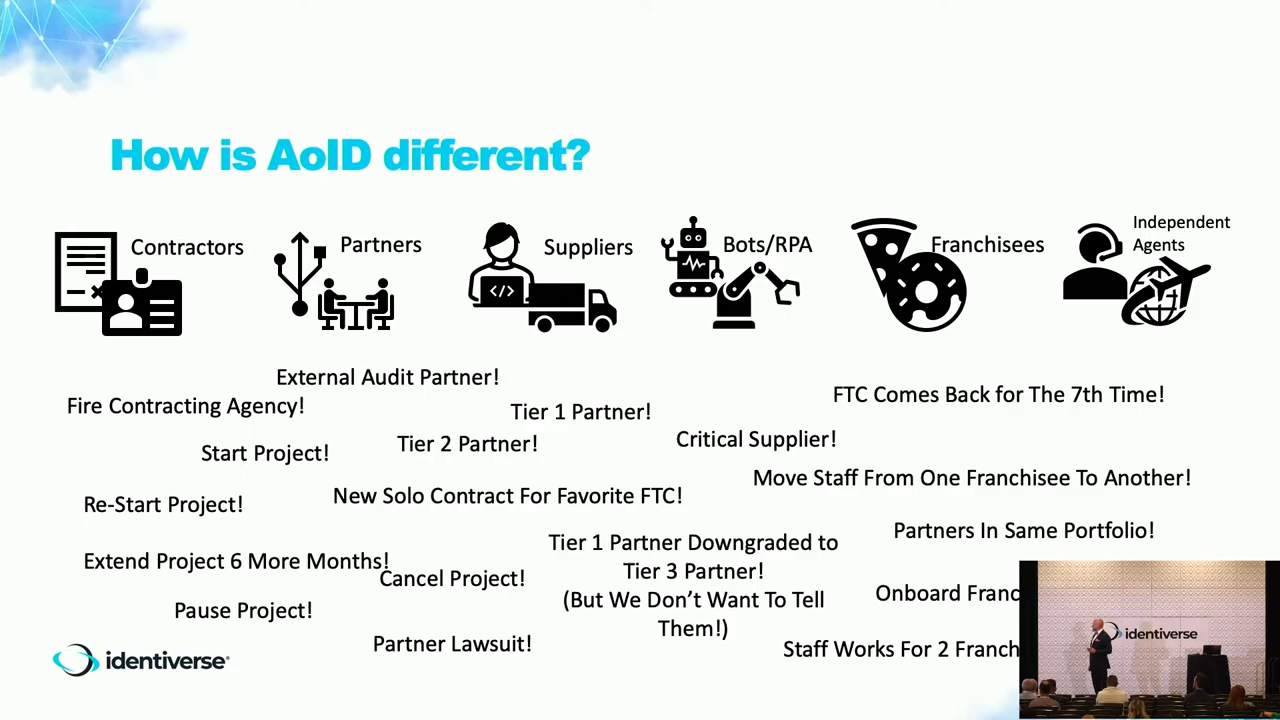 How is AoID different?
Contractors
Partners
Suppliers
Bots/RPA
Franchisees
Independent
Agents
External Audit Partner!
Fire Contracting Agency!
Tier 1 Partner!
FTC Comes Back for The 7th Time!
Start Project!
Tier 2 Partner!
Critical Supplier!
Move Staff From One Franchisee To Another!
Re-Start Project!
New Solo Contract For Favorite FTC!
Partners In Same Portfolio!
Extend Project 6 More Months!
Cancel Project!
Tier 1 Partner Downgraded to
Tier 3 Partner!
(But We Don't Want To Tell
Them!)
Onboard Franc
Pause Project!
Partner Lawsuit!
Staff Works For 2 Franch
identiverse
identiverse